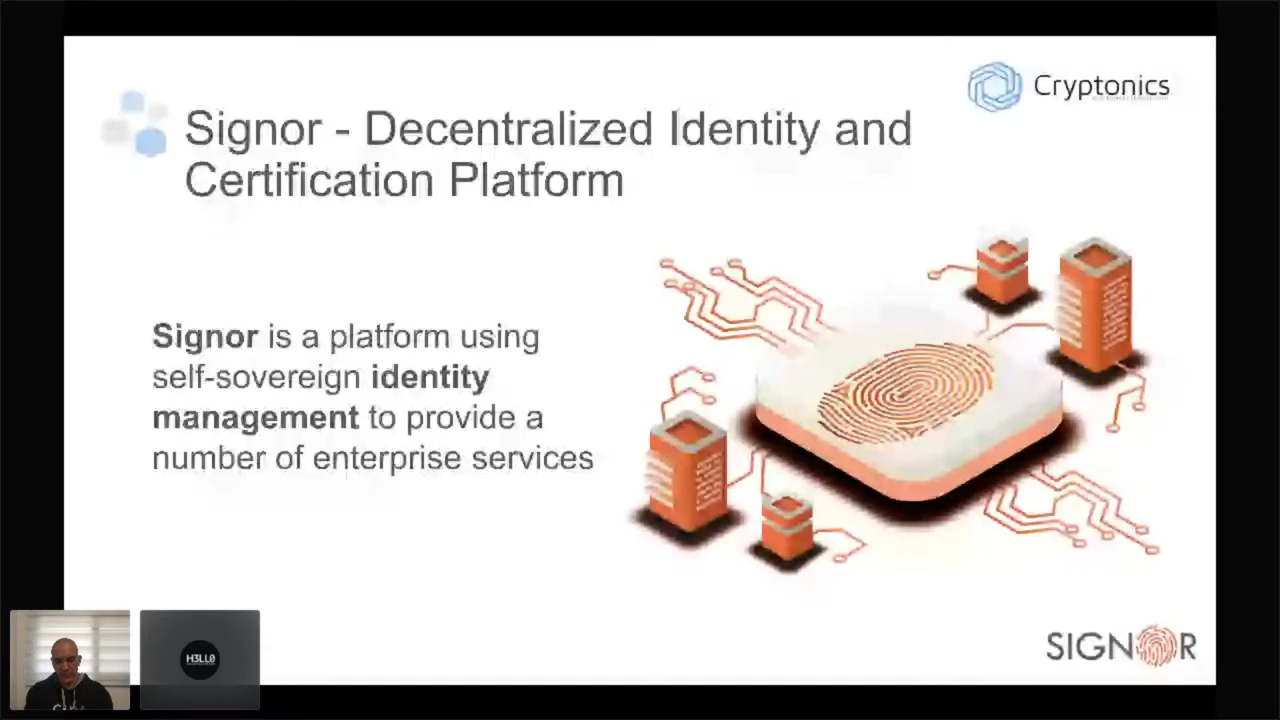 Cryptonics
Signor - Decentralized Identity and
Certification Platform
Signor is a platform using
self-sovereign identity
management to provide a
number of enterprise services
H3LL0
SIGNOR